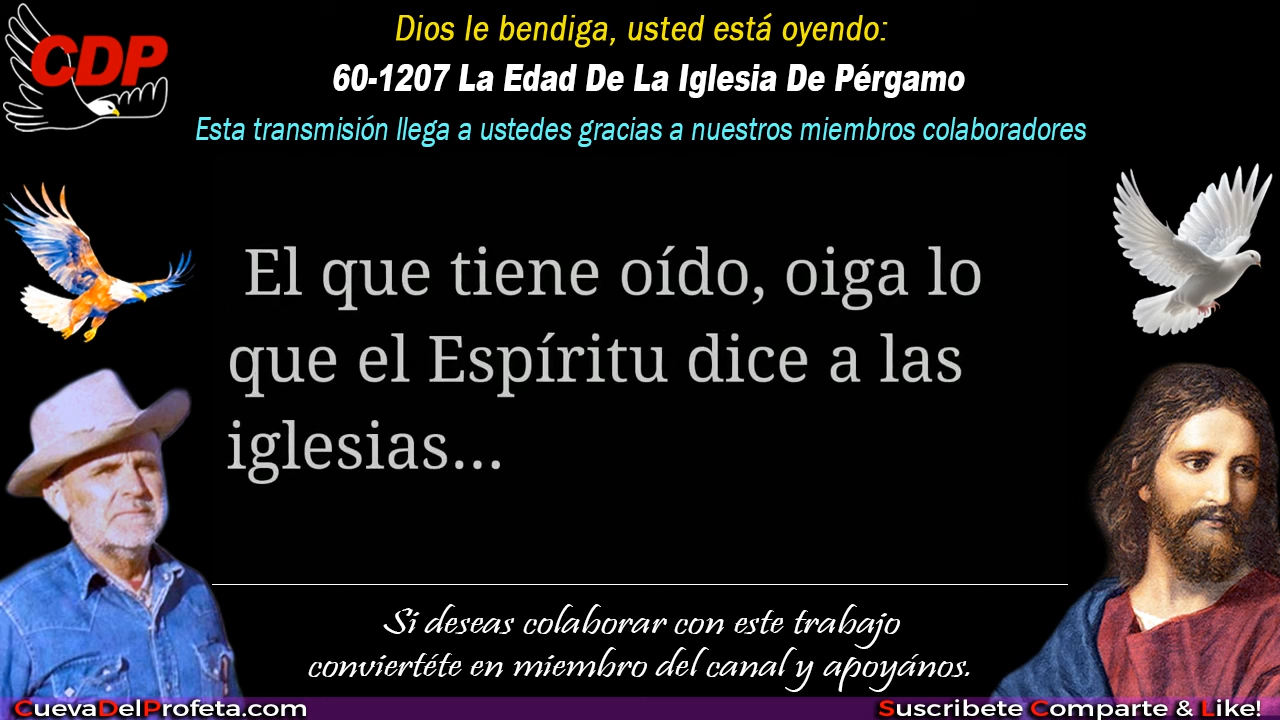 CDP
Dios le bendiga, usted está oyendo:
60-1207 La Edad De La Iglesia De Pérgamo
Esta transmisión llega a ustedes gracias a nuestros miembros colaboradores
El que tiene oído, oiga lo
que el Espíritu dice a las
iglesias...
Si deseas colaborar con este trabajo
conviertéte en miembro del canal y apoyános.
CuevaDelProfeta.com
Suscribete Comparte & Like!